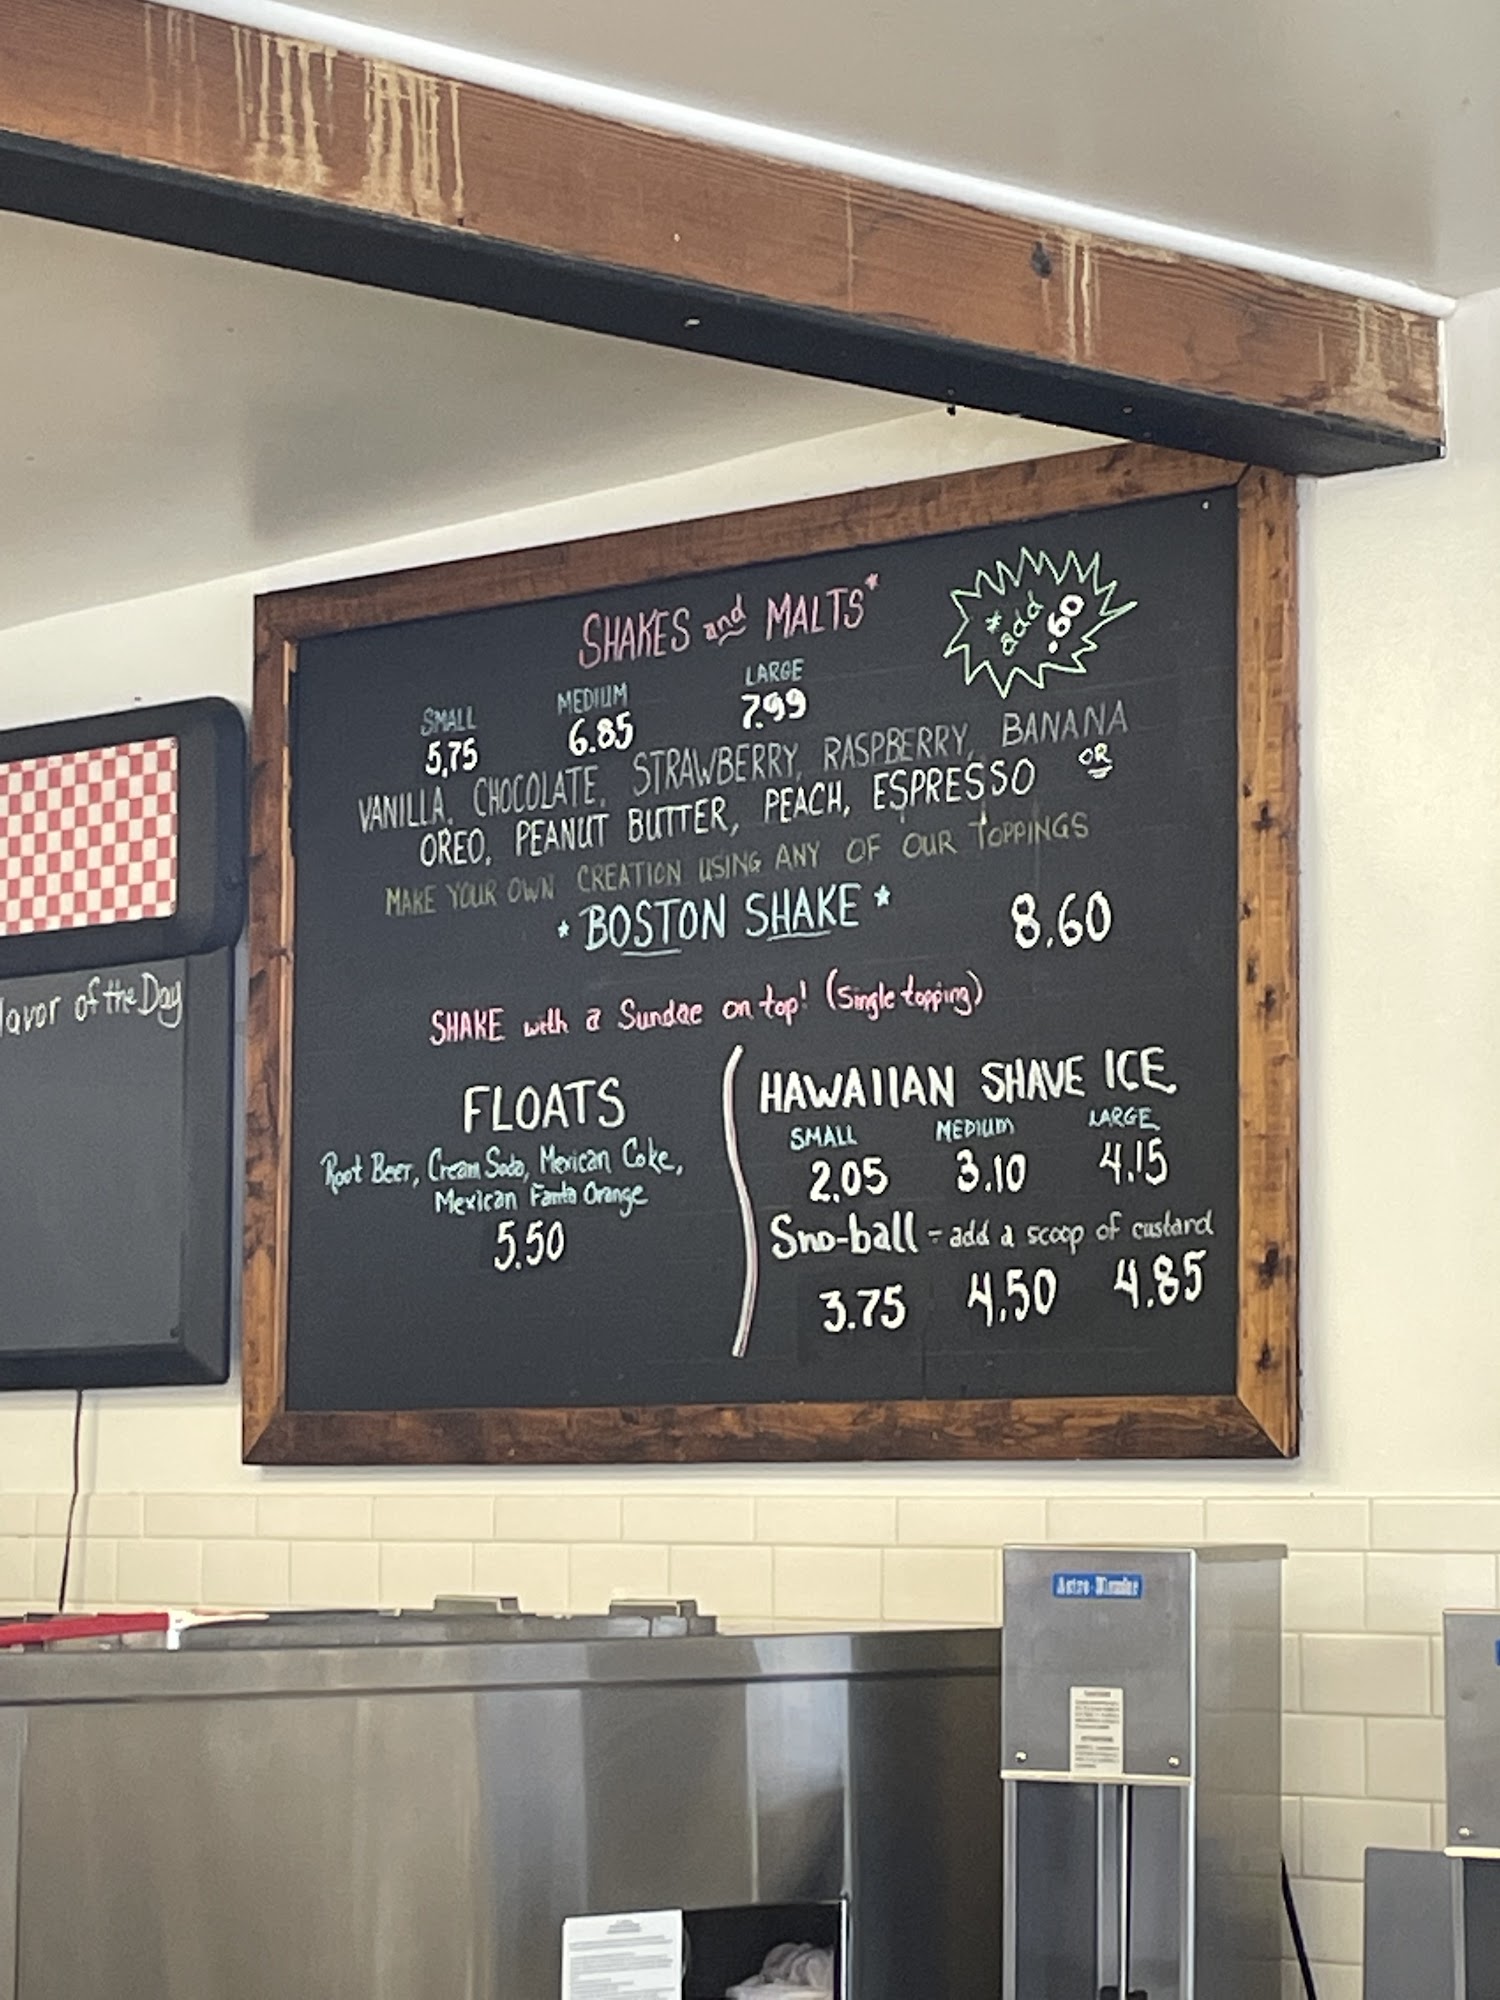 SHAKES and MALTS*
*add .60
SMALL MEDIUM LARGE
5.75 6.85 7.99
VANILLA, CHOCOLATE, STRAWBERRY, RASPBERRY, BANANA
OREO, PEANUT BUTTER, PEACH, ESPRESSO OR
MAKE YOUR OWN CREATION USING ANY OF OUR TOPPINGS
* BOSTON SHAKE * 8.60
SHAKE with a Sundae on top! (single topping)
FLOATS
Root Beer, Cream Soda, Mexican Coke,
Mexican Fanta Orange
5.50
HAWAIIAN SHAVE ICE
SMALL MEDIUM LARGE
2.05 3.10 4.15
Sno-ball - add a scoop of custard
3.75 4.50 4.85
lavor of the Day
Astro-Blender